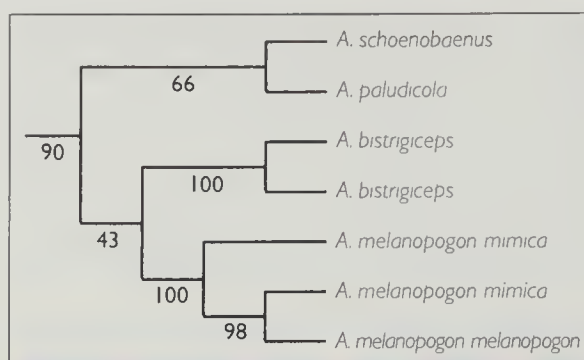 A. schoenobaenus
66
A. paludicola
90
A. bistrigiceps
100
A. bistrigiceps
43
A. melanopogon mimica
100
A. melanopogon mimica
98
A. melanopogon melanopogon